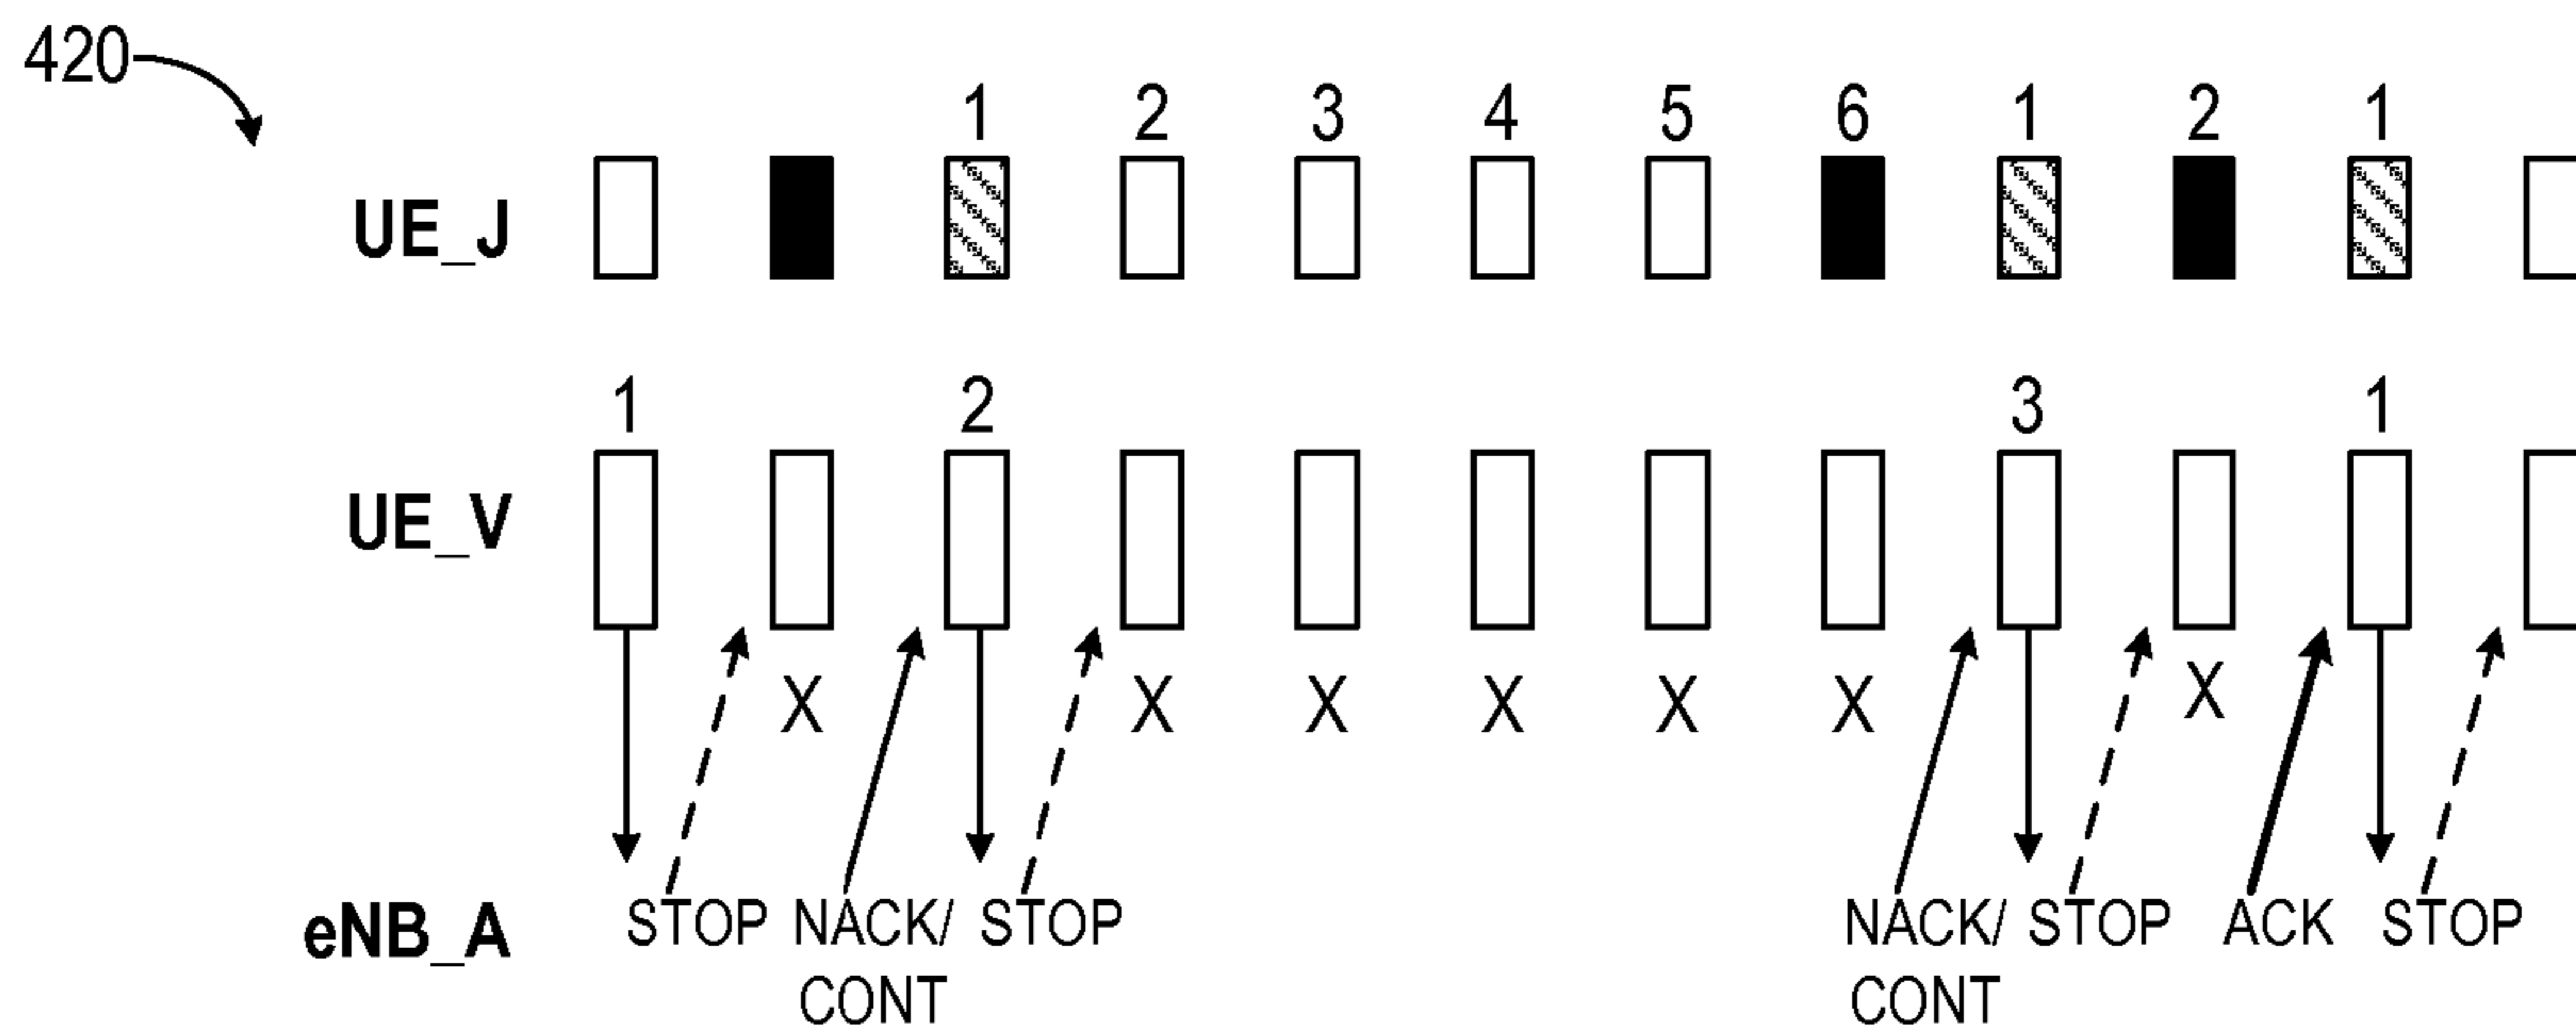 420
1 2 3 4 5 6 1 2 1
UE_J
1 2 3 1
UE_V
X X X X X X X
eNB_A STOP NACK/ STOP NACK/ STOP ACK STOP
CONT CONT